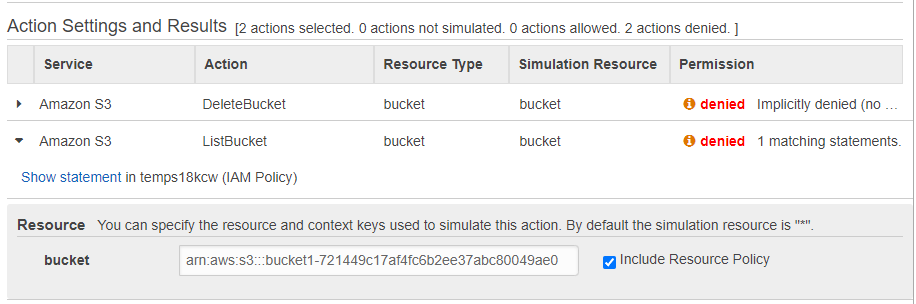 Action Settings and Results [2 actions selected. 0 actions not simulated. 0 actions allowed. 2 actions denied. ]
Service Action Resource Type Simulation Resource Permission
Amazon S3 DeleteBucket bucket bucket denied Implicitly denied (no ...
Amazon S3 ListBucket bucket bucket denied 1 matching statements.
Show statement in temps18kcw (IAM Policy)
Resource You can specify the resource and context keys used to simulate this action. By default the simulation resource is "*".
bucket arn:aws:s3:::bucket1-721449c17af4fc6b2ee37abc80049ae0 Include Resource Policy